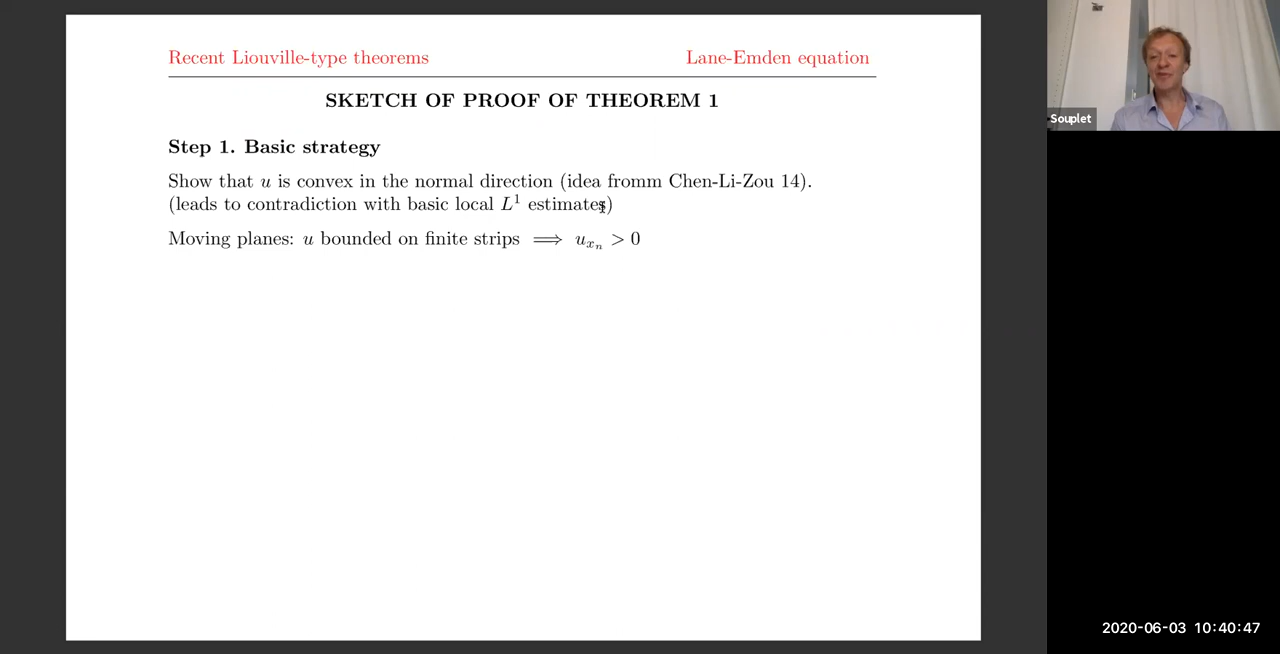 Recent Liouville-type theorems Lane-Emden equation
SKETCH OF PROOF OF THEOREM 1
Step 1. Basic strategy
Show that u is convex in the normal direction (idea fromm Chen-Li-Zou 14).
(leads to contradiction with basic local L¹ estimates)
Moving planes: u bounded on finite strips ⟹ u_{x_n} > 0
Souplet
2020-06-03 10:40:47